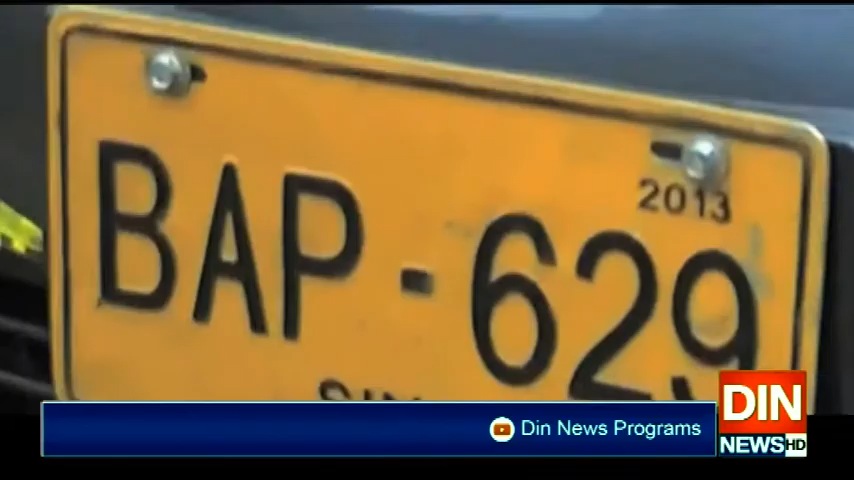 2013
BAP-629
Din News Programs
DIN
NEWS HD